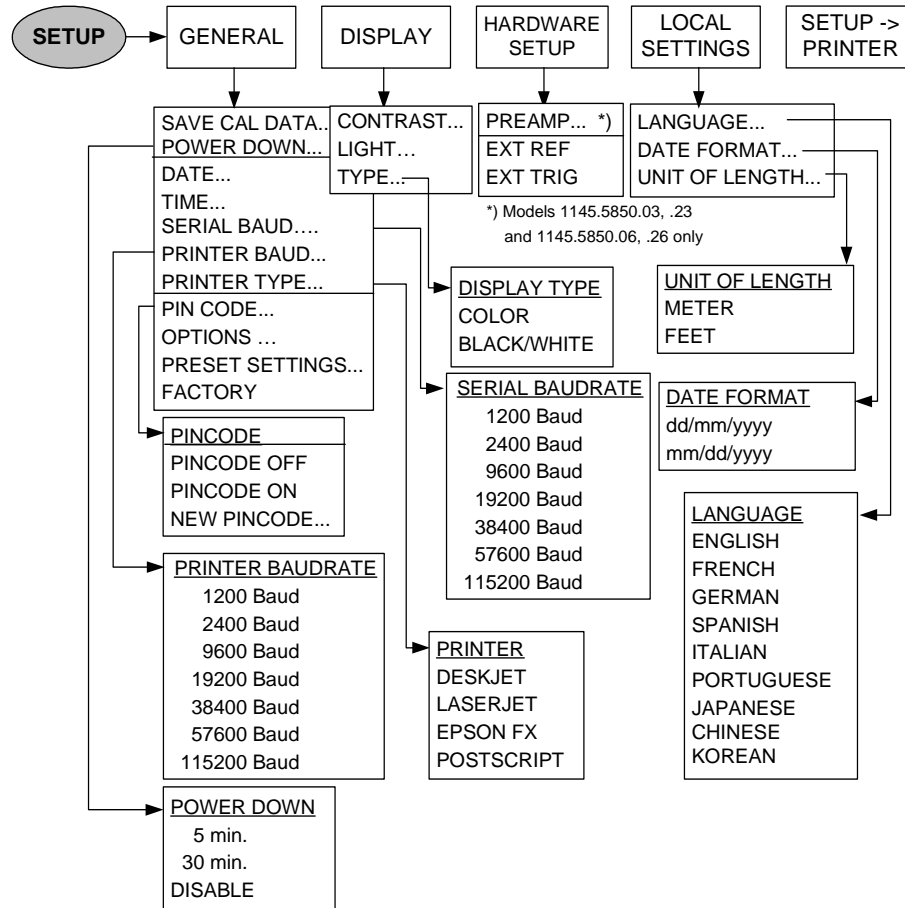 SETUP
GENERAL
DISPLAY
HARDWARE
SETUP
LOCAL
SETTINGS
SETUP ->
PRINTER
SAVE CAL DATA...
POWER DOWN...
DATE...
TIME...
SERIAL BAUD....
PRINTER BAUD...
PRINTER TYPE...
PIN CODE...
OPTIONS ...
PRESET SETTINGS...
FACTORY
CONTRAST...
LIGHT...
TYPE...
PREAMP... *)
EXT REF
EXT TRIG
*) Models 1145.5850.03, .23
and 1145.5850.06, .26 only
LANGUAGE...
DATE FORMAT...
UNIT OF LENGTH...
DISPLAY TYPE
COLOR
BLACK/WHITE
UNIT OF LENGTH
METER
FEET
SERIAL BAUDRATE
1200 Baud
2400 Baud
9600 Baud
19200 Baud
38400 Baud
57600 Baud
115200 Baud
DATE FORMAT
dd/mm/yyyy
mm/dd/yyyy
PINCODE
PINCODE OFF
PINCODE ON
NEW PINCODE...
LANGUAGE
ENGLISH
FRENCH
GERMAN
SPANISH
ITALIAN
PORTUGUESE
JAPANESE
CHINESE
KOREAN
PRINTER BAUDRATE
1200 Baud
2400 Baud
9600 Baud
19200 Baud
38400 Baud
57600 Baud
115200 Baud
PRINTER
DESKJET
LASERJET
EPSON FX
POSTSCRIPT
POWER DOWN
5 min.
30 min.
DISABLE